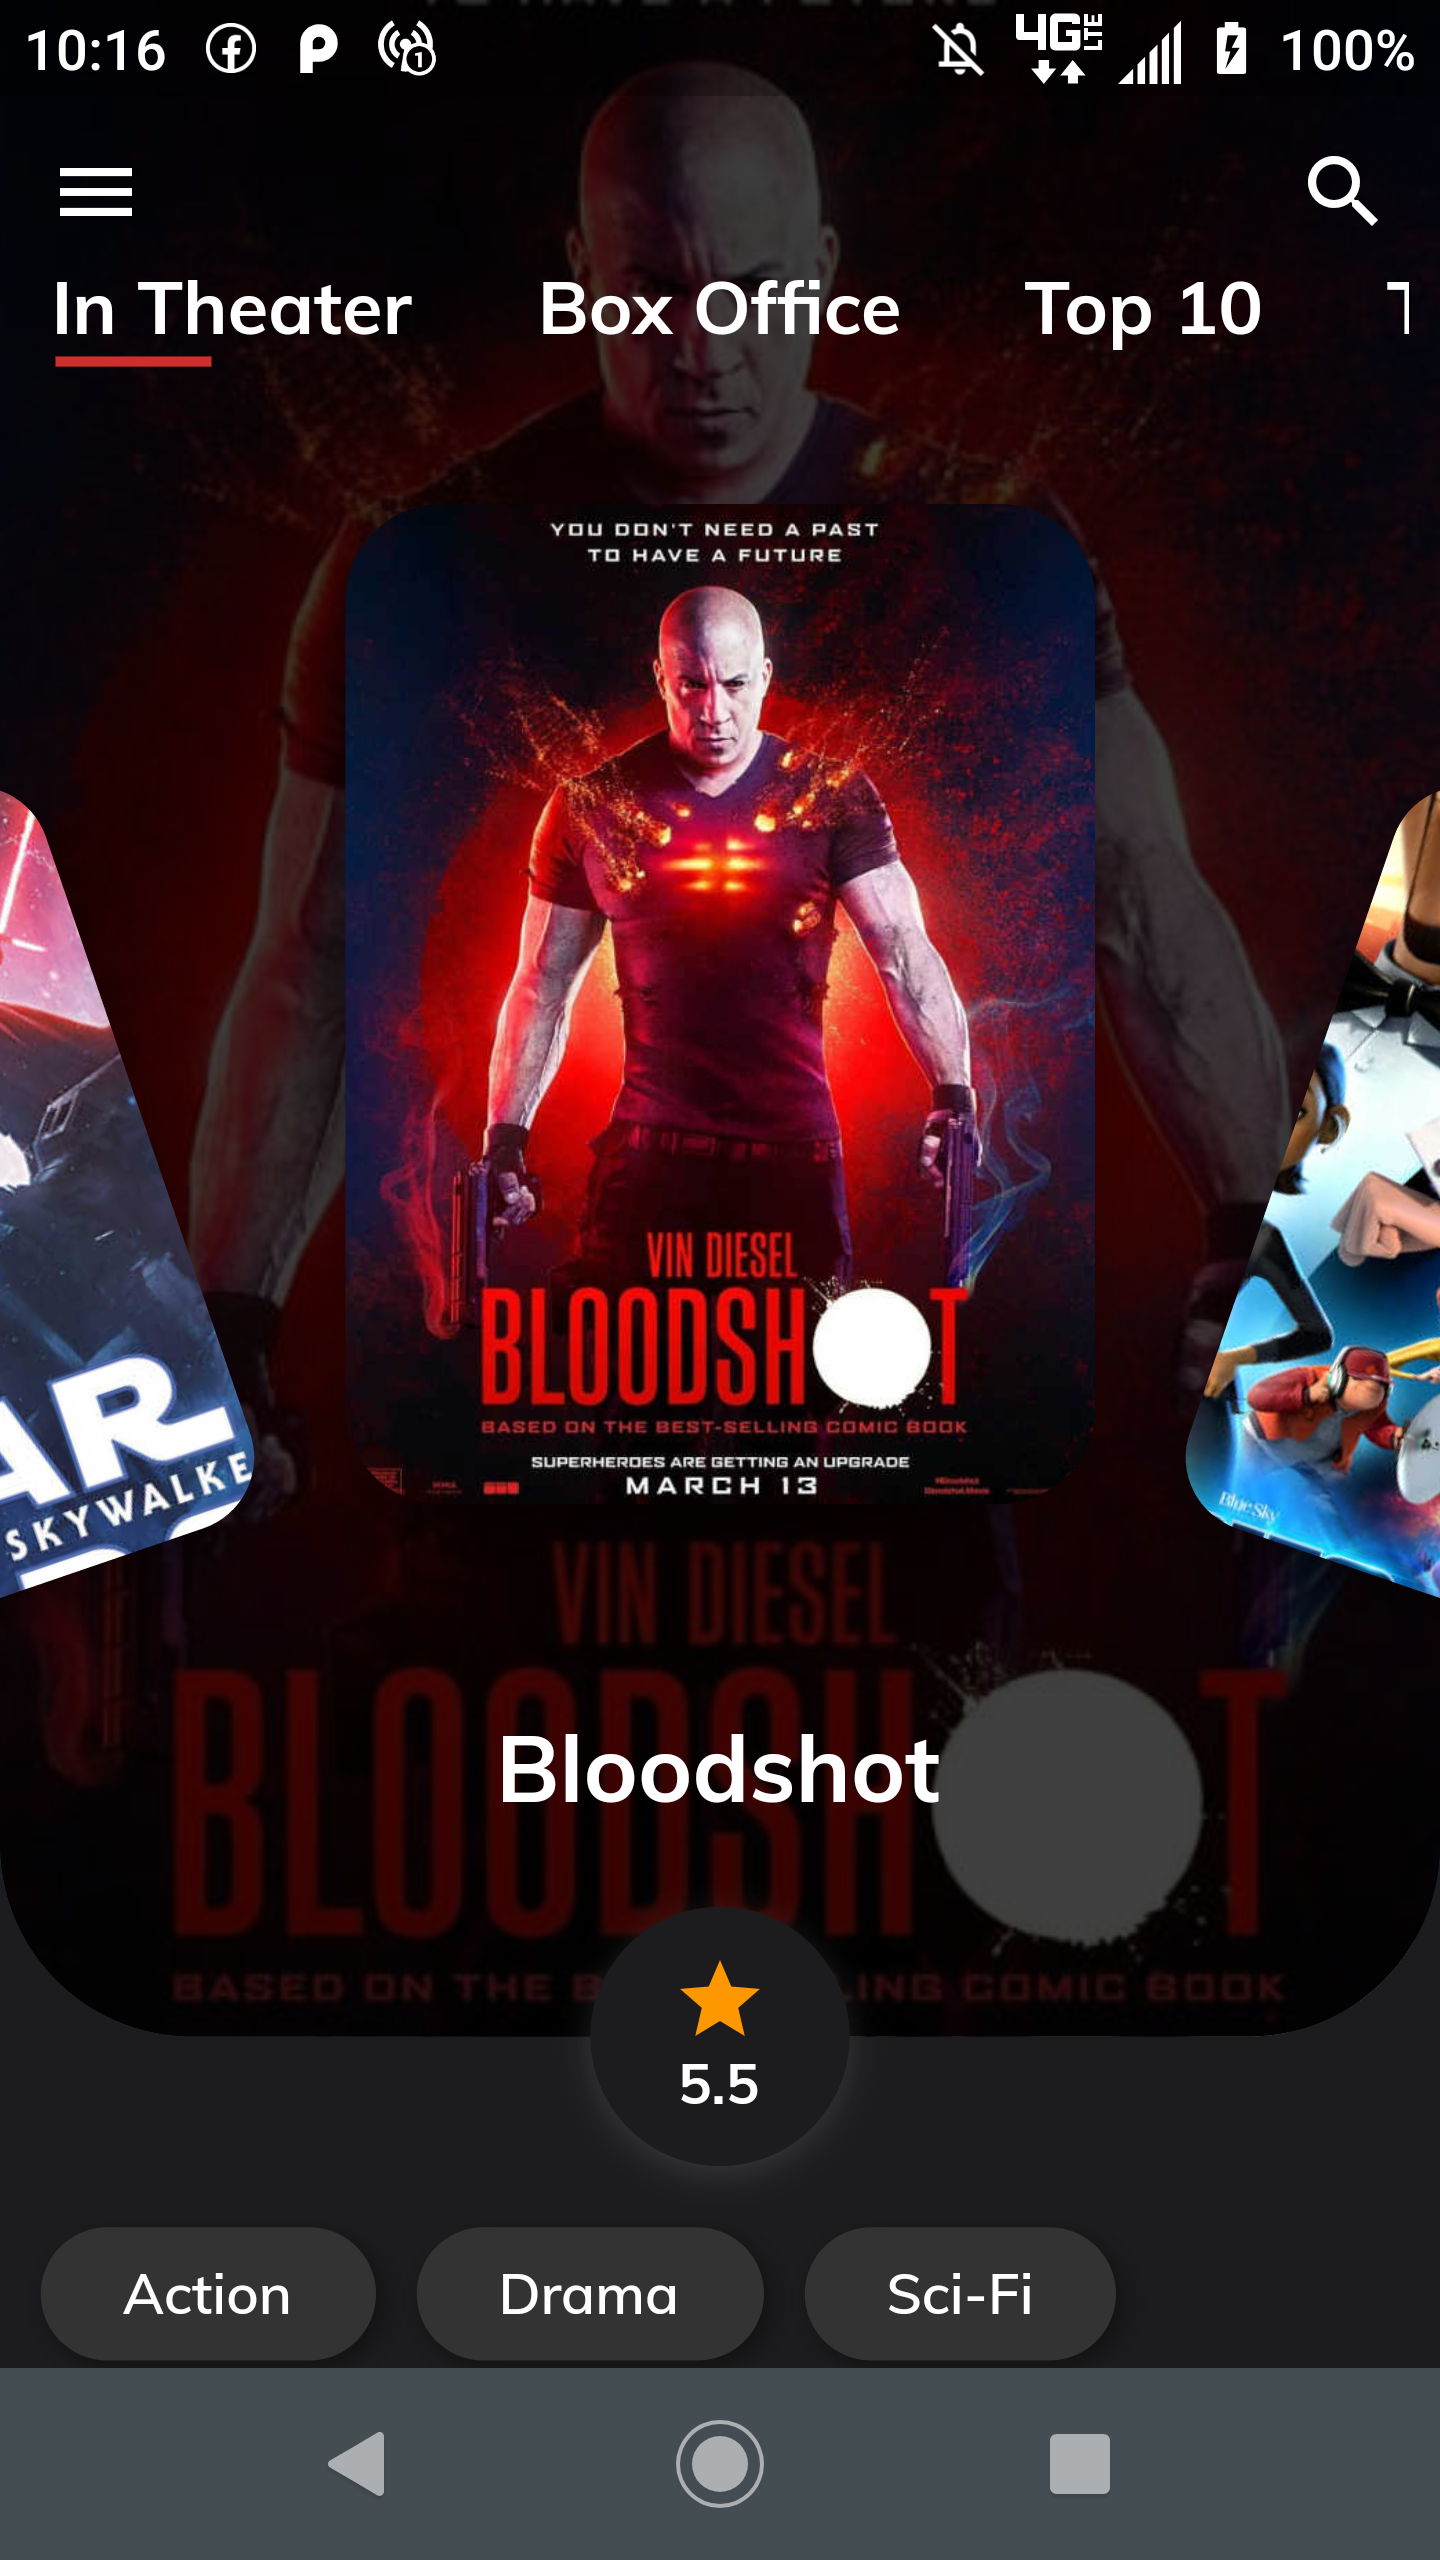 10:16
1
4G LTE
100%
In Theater
Box Office
Top 10
YOU DON'T NEED A PAST
TO HAVE A FUTURE
VIN DIESEL
BLOODSHOT
BASED ON THE BEST-SELLING COMIC BOOK
SUPERHEROES ARE GETTING AN UPGRADE
MARCH 13
AR
SKYWALKE
Blue Sky
VIN DIESEL
BLOODSHOT
Bloodshot
BASED ON THE B
LING COMIC BOOK
5.5
Action
Drama
Sci-Fi